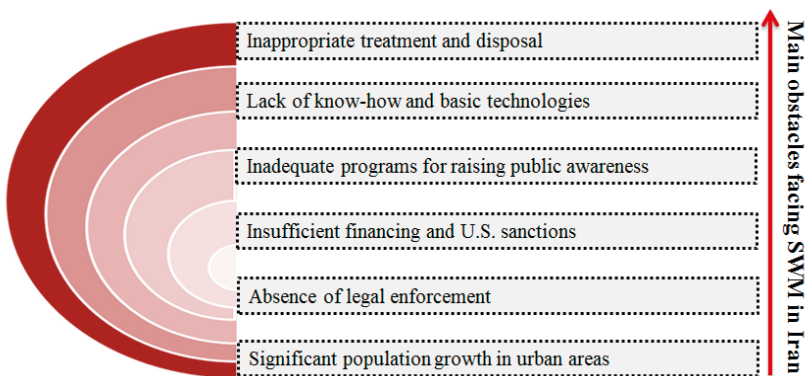 Inappropriate treatment and disposal
Lack of know-how and basic technologies
Inadequate programs for raising public awareness
Insufficient financing and U.S. sanctions
Absence of legal enforcement
Significant population growth in urban areas
Main obstacles facing SWM in Iran